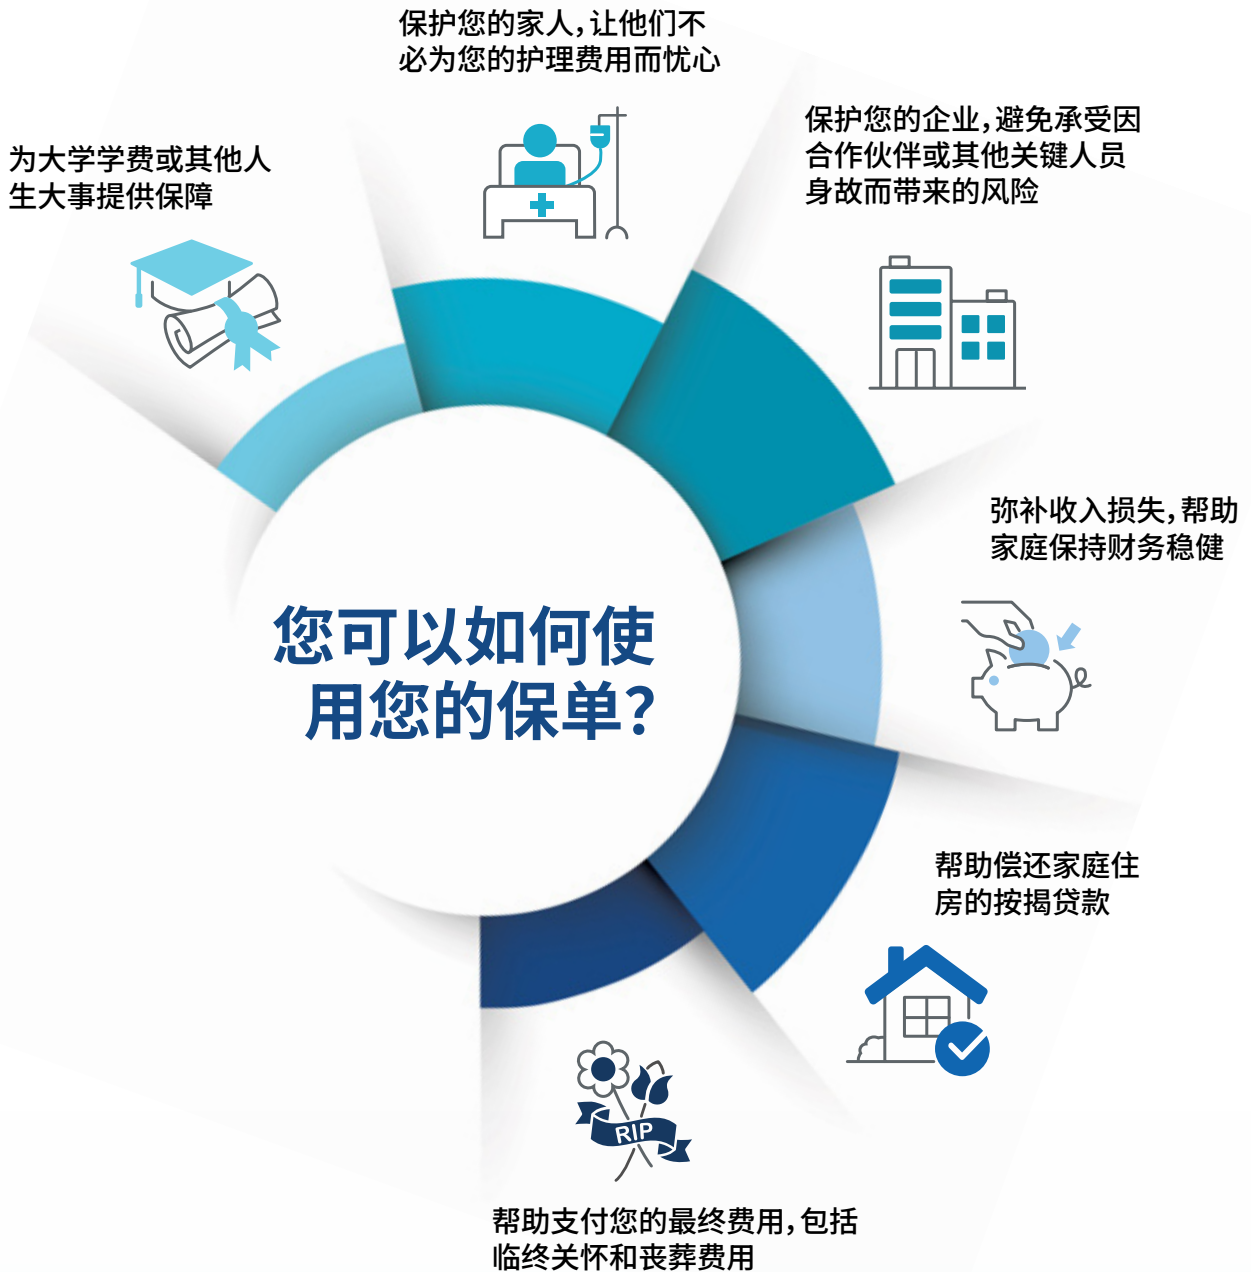 保护您的家人，让他们不
必为您的护理费用而忧心
为大学学费或其他人
生大事提供保障
保护您的企业，避免承受因
合作伙伴或其他关键人员
身故而带来的风险
弥补收入损失，帮助
家庭保持财务稳健
您可以如何使
用您的保单？
帮助偿还家庭住
房的按揭贷款
RIP
帮助支付您的最终费用，包括
临终关怀和丧葬费用